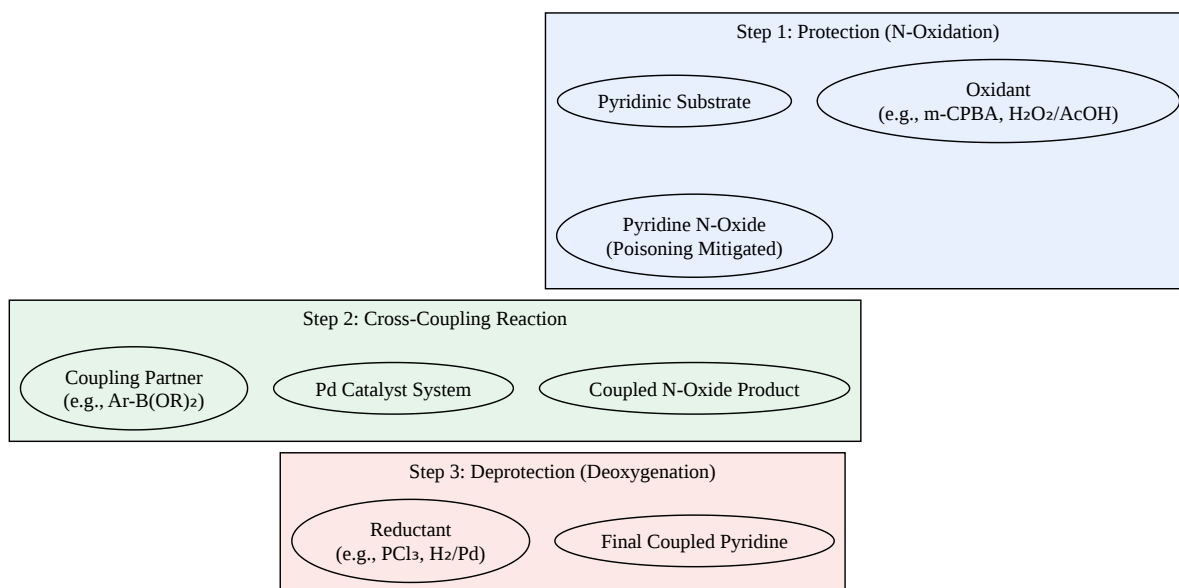 Step 1: Protection (N-Oxidation)
Pyridinic Substrate
Oxidant
(e.g., m-CPBA, H₂O₂/AcOH)
Pyridine N-Oxide
(Poisoning Mitigated)
Step 2: Cross-Coupling Reaction
Coupling Partner
(e.g., Ar-B(OR)₂)
Pd Catalyst System
Coupled N-Oxide Product
Step 3: Deprotection (Deoxygenation)
Reductant
(e.g., PCl₃, H₂/Pd)
Final Coupled Pyridine